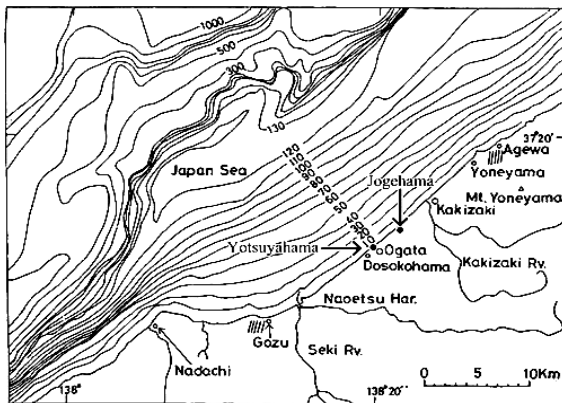 1000
500
300
130
120
110
100
90
80
70
60
50
40
30
20
Japan Sea
Jogehama
Yotsuyahama
Ogata
Dosokohama
37°20'
Agewa
Yoneyama
Mt. Yoneyama
Kakizaki
Kakizaki Rv.
Naoetsu Har.
Gozu
Seki Rv.
Nadachi
138°
138°20'
0 5 10Km